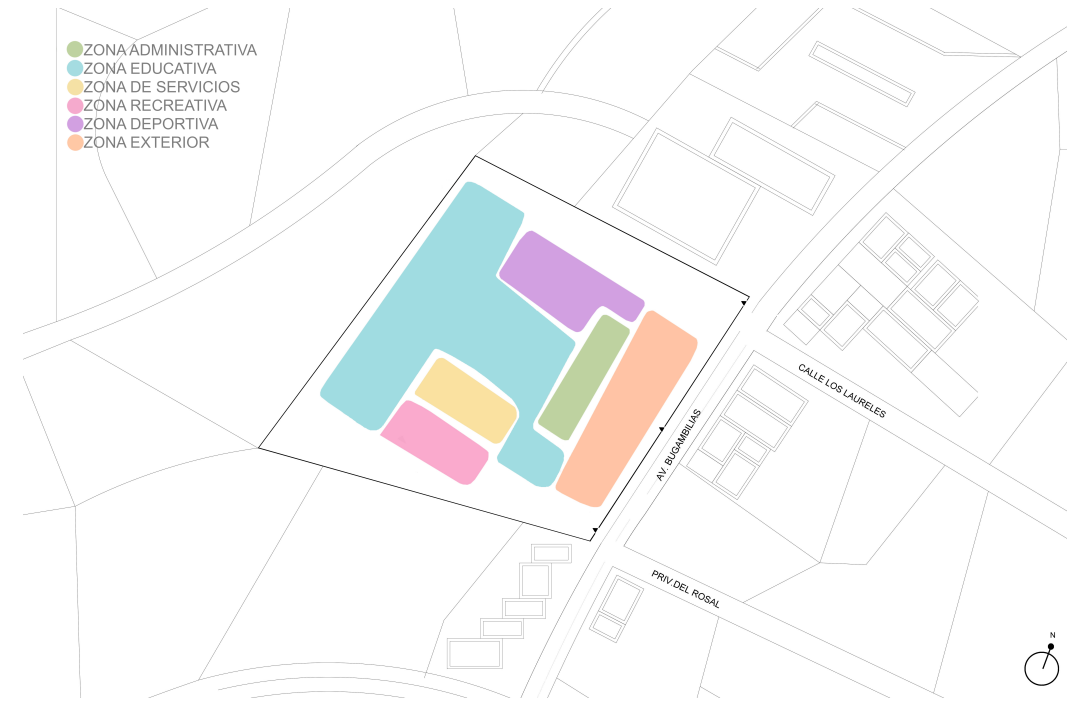 ZONA ADMINISTRATIVA
ZONA EDUCATIVA
ZONA DE SERVICIOS
ZONA RECREATIVA
ZONA DEPORTIVA
ZONA EXTERIOR
CALLE LOS LAURELES
AV. BUGAMBILIAS
PRIV.DEL ROSAL
N